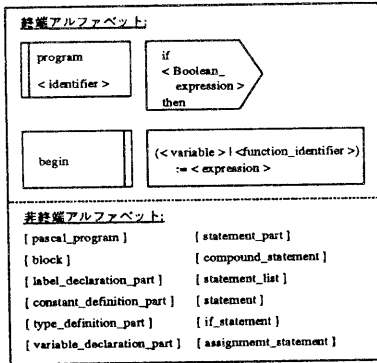 終端アルファベット:
program
< identifier >
if
< Boolean_
expression >
then
begin
(< variable > | <function_identifier >)
:= < expression >
非終端アルファベット:
[ pascal_program ]
[ statement_part ]
[ block ]
[ compound_statement ]
[ label_declaration_part ]
[ statement_list ]
[ constant_definition_part ]
[ statement ]
[ type_definition_part ]
[ if_statement ]
[ variable_declaration_part ]
[ assignmemt_statement ]